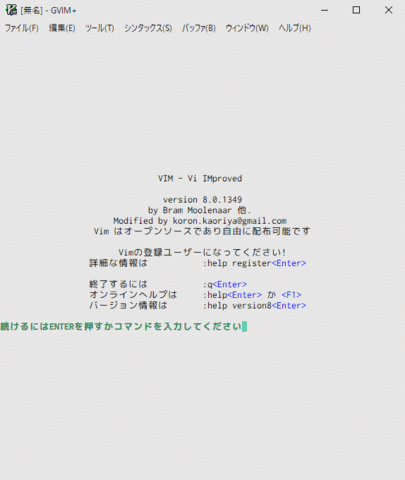 [無名] - GVIM+
ファイル(F) 編集(E) ツール(T) シンタックス(S) バッファ(B) ウィンドウ(W) ヘルプ(H)
VIM - Vi IMproved
version 8.0.1349
by Bram Moolenaar 他.
Modified by koron.kaoriya@gmail.com
Vim はオープンソースであり自由に配布可能です
Vimの登録ユーザーになってください!
詳細な情報は :help register<Enter>
終了するには :q<Enter>
オンラインヘルプは :help<Enter> か <F1>
バージョン情報は :help version8<Enter>
続けるにはENTERを押すかコマンドを入力してください